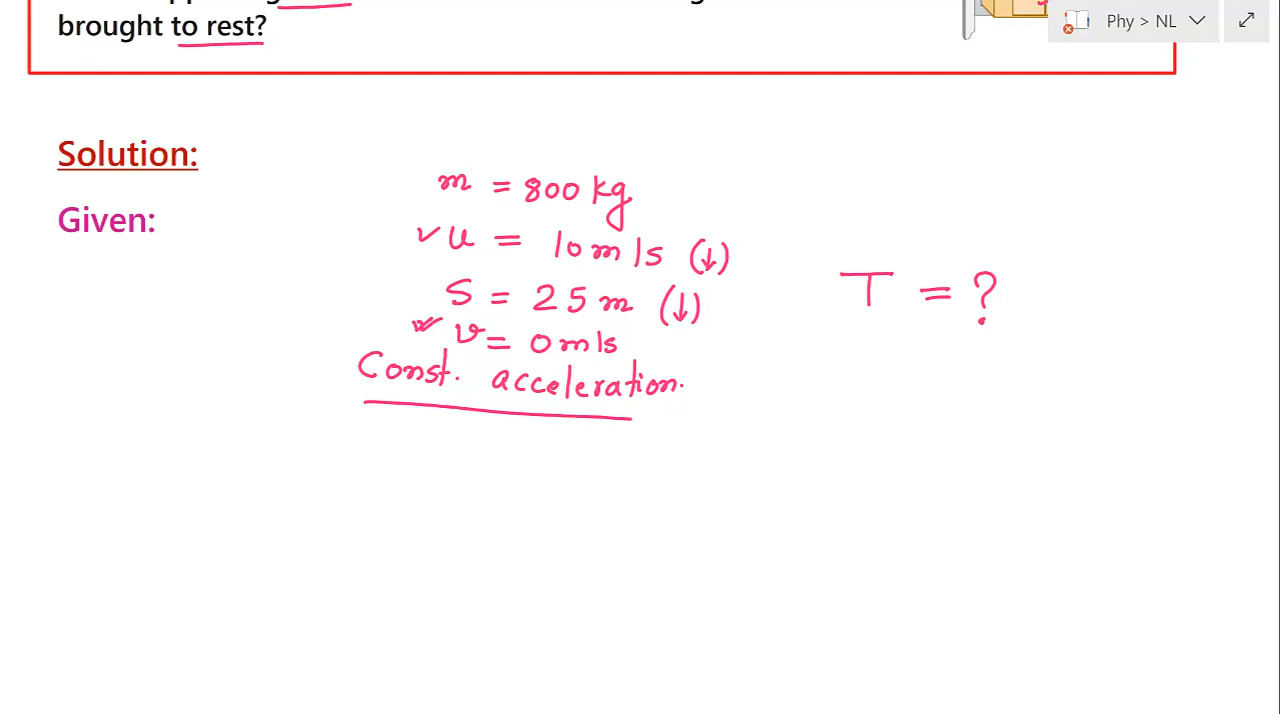 brought to rest?
Phy > NL
Solution:
Given:
m = 800 kg
✓ u = 10 m/s (↓)
S = 25 m (↓)
v = 0 m/s
Const. acceleration.
T = ?